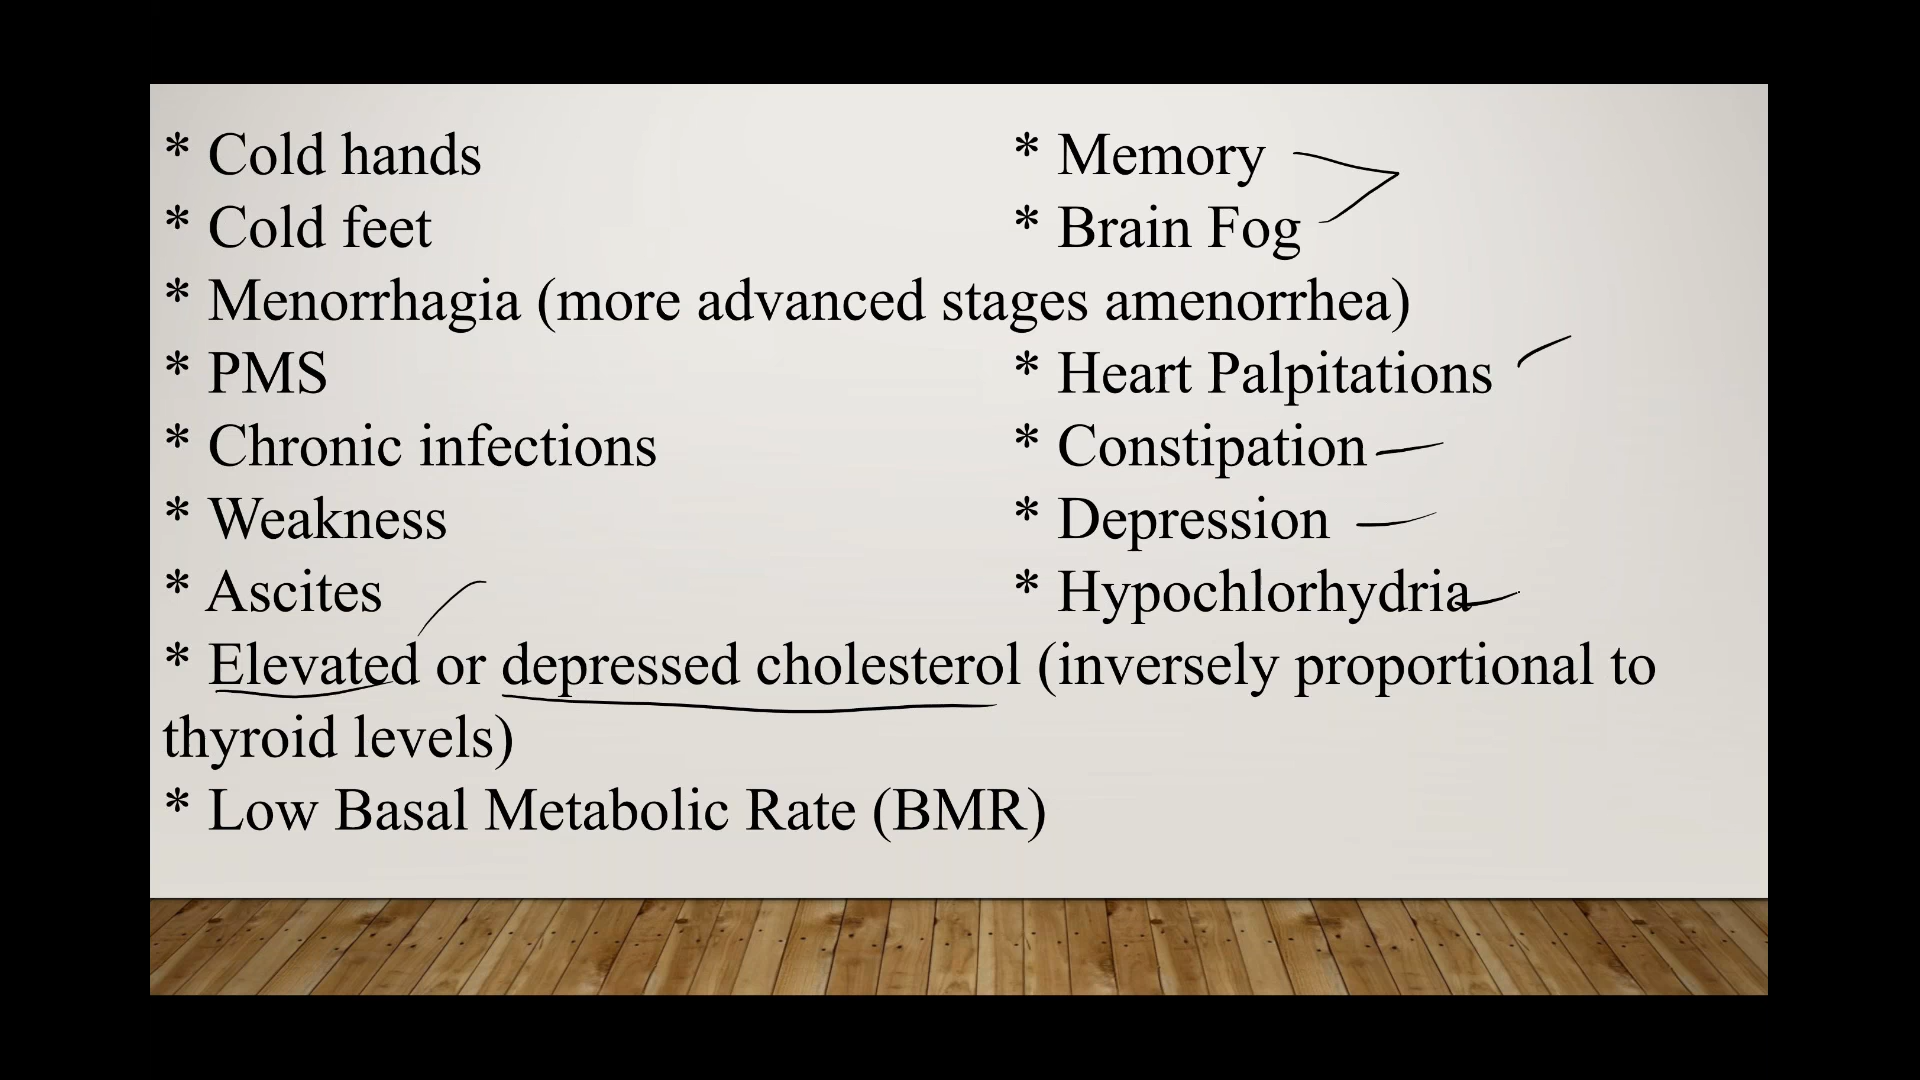 * Cold hands * Memory
* Cold feet * Brain Fog
* Menorrhagia (more advanced stages amenorrhea)
* PMS * Heart Palpitations
* Chronic infections * Constipation
* Weakness * Depression
* Ascites * Hypochlorhydria
* Elevated or depressed cholesterol (inversely proportional to
thyroid levels)
* Low Basal Metabolic Rate (BMR)